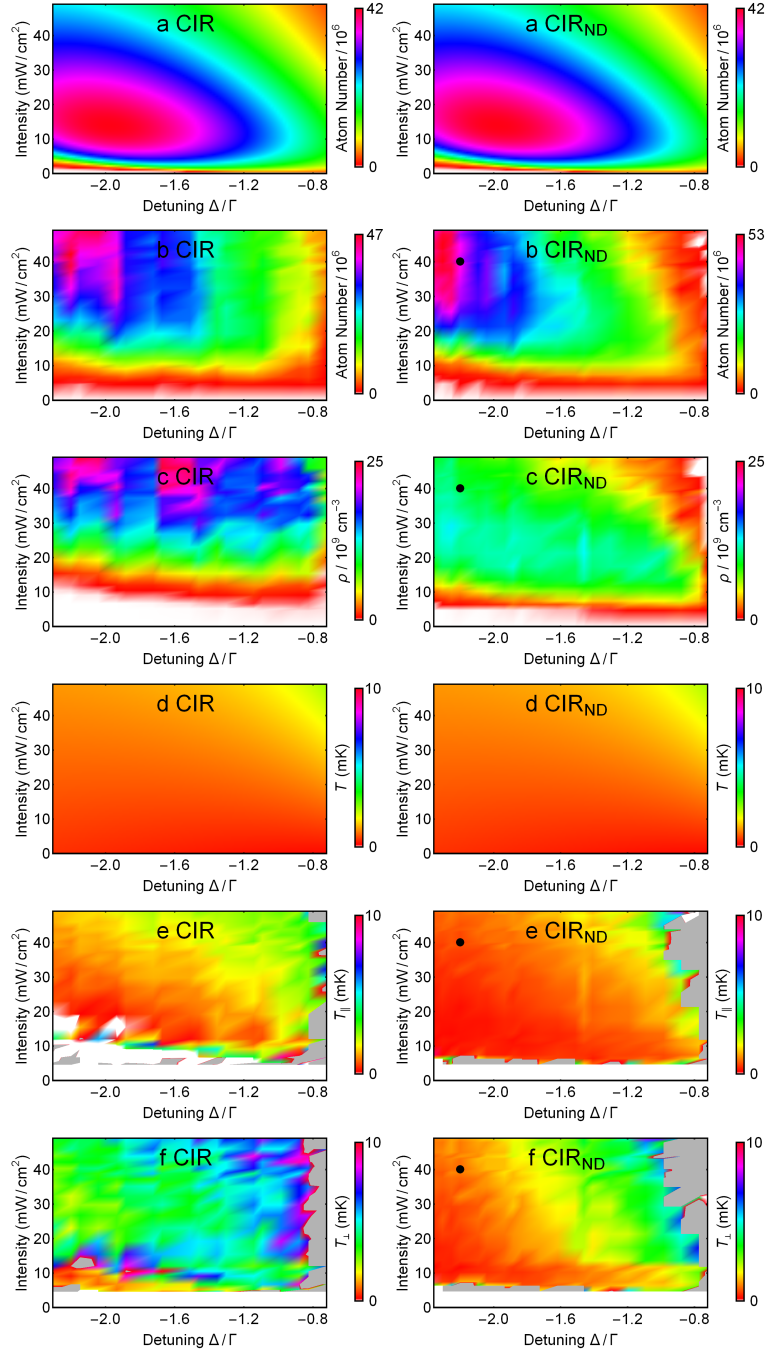 a CIR
Intensity (mW/cm²)
50
40
30
20
10
0
−2.0 −1.6 −1.2 −0.8
Detuning Δ/Γ
42
0
Atom Number / 10⁶
a CIR_ND
Intensity (mW/cm²)
40
30
20
10
0
−2.0 −1.6 −1.2 −0.8
Detuning Δ/Γ
42
0
Atom Number / 10⁶
b CIR
Intensity (mW/cm²)
40
30
20
10
0
−2.0 −1.6 −1.2 −0.8
Detuning Δ/Γ
47
0
Atom Number / 10⁶
b CIR_ND
Intensity (mW/cm²)
40
30
20
10
0
−2.0 −1.6 −1.2 −0.8
Detuning Δ/Γ
53
0
Atom Number / 10⁶
c CIR
Intensity (mW/cm²)
40
30
20
10
0
−2.0 −1.6 −1.2 −0.8
Detuning Δ/Γ
25
0
ρ / 10⁹ cm⁻³
c CIR_ND
Intensity (mW/cm²)
40
30
20
10
0
−2.0 −1.6 −1.2 −0.8
Detuning Δ/Γ
25
0
ρ / 10⁹ cm⁻³
d CIR
Intensity (mW/cm²)
40
30
20
10
0
−2.0 −1.6 −1.2 −0.8
Detuning Δ/Γ
10
0
T (mK)
d CIR_ND
Intensity (mW/cm²)
40
30
20
10
0
−2.0 −1.6 −1.2 −0.8
Detuning Δ/Γ
10
0
T (mK)
e CIR
Intensity (mW/cm²)
40
30
20
10
0
−2.0 −1.6 −1.2 −0.8
Detuning Δ/Γ
10
0
T_∥ (mK)
e CIR_ND
Intensity (mW/cm²)
40
30
20
10
0
−2.0 −1.6 −1.2 −0.8
Detuning Δ/Γ
10
0
T_∥ (mK)
f CIR
Intensity (mW/cm²)
40
30
20
10
0
−2.0 −1.6 −1.2 −0.8
Detuning Δ/Γ
10
0
T_⊥ (mK)
f CIR_ND
Intensity (mW/cm²)
40
30
20
10
0
−2.0 −1.6 −1.2 −0.8
Detuning Δ/Γ
10
0
T_⊥ (mK)